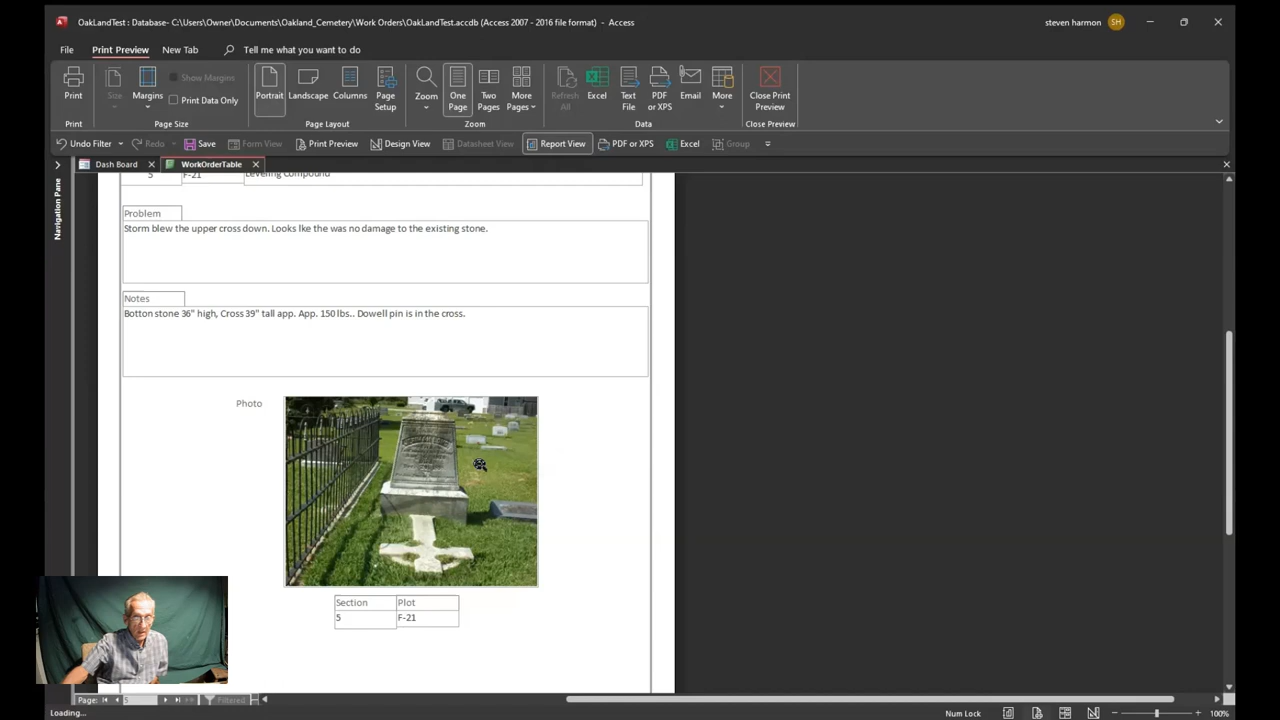 OakLandTest : Database- C:\Users\Owner\Documents\Oakland_Cemetery\Work Orders\OakLandTest.accdb (Access 2007 - 2016 file format) - Access
steven harmon
SH
File
Print Preview
New Tab
Tell me what you want to do
Print
Size
Margins
Show Margins
Print Data Only
Portrait
Landscape
Columns
Page Setup
Zoom
One Page
Two Pages
More Pages
Refresh All
Excel
Text File
PDF or XPS
Email
More
Close Print Preview
Print
Page Size
Page Layout
Zoom
Data
Close Preview
Undo Filter
Redo
Save
Form View
Print Preview
Design View
Datasheet View
Report View
PDF or XPS
Excel
Group
Dash Board
WorkOrderTable
Navigation Pane
5 F-21 Leveling Compound
Problem
Storm blew the upper cross down. Looks lke the was no damage to the existing stone.
Notes
Botton stone 36" high, Cross 39" tall app. App. 150 lbs.. Dowell pin is in the cross.
Photo
Section Plot
5 F-21
Page: 5
Filtered
Loading...
Num Lock
100%